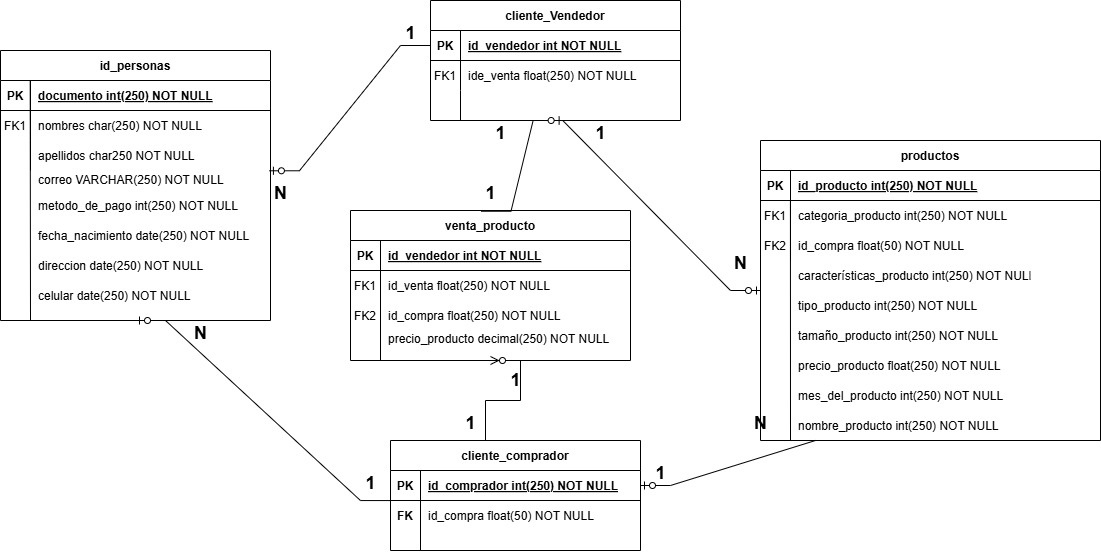 cliente_Vendedor
PK id_vendedor int NOT NULL
FK1 ide_venta float(250) NOT NULL
1
id_personas
PK documento int(250) NOT NULL
FK1 nombres char(250) NOT NULL
apellidos char250 NOT NULL
correo VARCHAR(250) NOT NULL
metodo_de_pago int(250) NOT NULL
fecha_nacimiento date(250) NOT NULL
direccion date(250) NOT NULL
celular date(250) NOT NULL
N
N
1
1
1
venta_producto
PK id_vendedor int NOT NULL
FK1 id_venta float(250) NOT NULL
FK2 id_compra float(250) NOT NULL
precio_producto decimal(250) NOT NULL
1
1
productos
PK id_producto int(250) NOT NULL
FK1 categoria_producto int(250) NOT NULL
FK2 id_compra float(50) NOT NULL
características_producto int(250) NOT NUL
tipo_producto int(250) NOT NULL
tamaño_producto int(250) NOT NULL
precio_producto float(250) NOT NULL
mes_del_producto int(250) NOT NULL
nombre_producto int(250) NOT NULL
N
N
cliente_comprador
PK id_comprador int(250) NOT NULL
FK id_compra float(50) NOT NULL
1
1